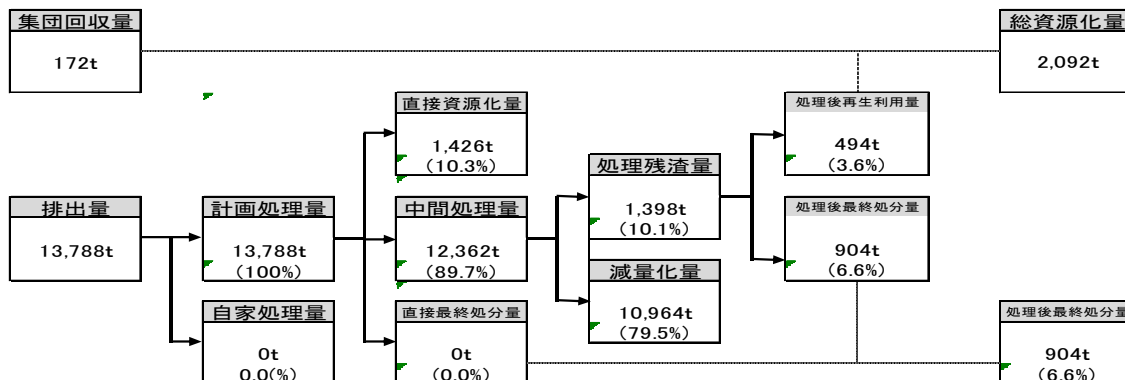 集団回収量
172t
総資源化量
2,092t
直接資源化量
1,426t
(10.3%)
処理後再生利用量
494t
(3.6%)
処理残渣量
1,398t
(10.1%)
排出量
13,788t
計画処理量
13,788t
(100%)
中間処理量
12,362t
(89.7%)
処理後最終処分量
904t
(6.6%)
減量化量
10,964t
(79.5%)
自家処理量
0t
0.0(%)
直接最終処分量
0t
(0.0%)
処理後最終処分量
904t
(6.6%)